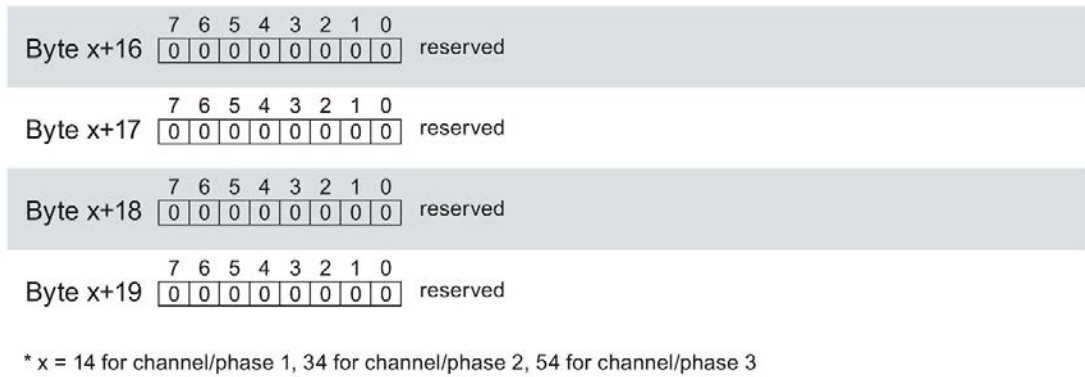 7 6 5 4 3 2 1 0
Byte x+16 0 0 0 0 0 0 0 0 reserved
7 6 5 4 3 2 1 0
Byte x+17 0 0 0 0 0 0 0 0 reserved
7 6 5 4 3 2 1 0
Byte x+18 0 0 0 0 0 0 0 0 reserved
7 6 5 4 3 2 1 0
Byte x+19 0 0 0 0 0 0 0 0 reserved
* x = 14 for channel/phase 1, 34 for channel/phase 2, 54 for channel/phase 3